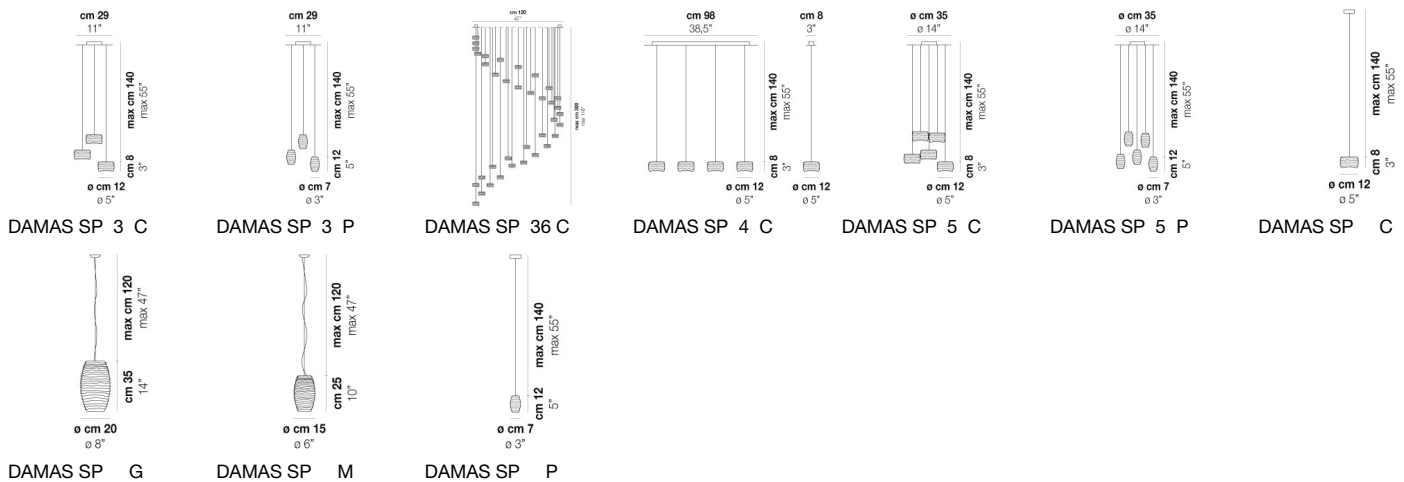 cm 29
11"
max cm 140
max 55"
cm 8
3"
ø cm 12
ø 5"
DAMAS SP 3 C
cm 29
11"
max cm 140
max 55"
cm 12
5"
ø cm 7
ø 3"
DAMAS SP 3 P
cm 120
47"
DAMAS SP 36 C
cm 98
38,5"
cm 8
3"
max cm 140
max 55"
cm 8
3"
ø cm 12
ø 5"
ø cm 12
ø 5"
DAMAS SP 4 C
ø cm 35
ø 14"
max cm 140
max 55"
cm 8
3"
ø cm 12
ø 5"
DAMAS SP 5 C
ø cm 35
ø 14"
max cm 140
max 55"
cm 12
5"
ø cm 7
ø 3"
DAMAS SP 5 P
max cm 140
max 55"
cm 8
3"
ø cm 12
ø 5"
DAMAS SP C
max cm 120
max 47"
cm 35
14"
ø cm 20
ø 8"
DAMAS SP G
max cm 120
max 47"
cm 25
10"
ø cm 15
ø 6"
DAMAS SP M
max cm 140
max 55"
cm 12
5"
ø cm 7
ø 3"
DAMAS SP P